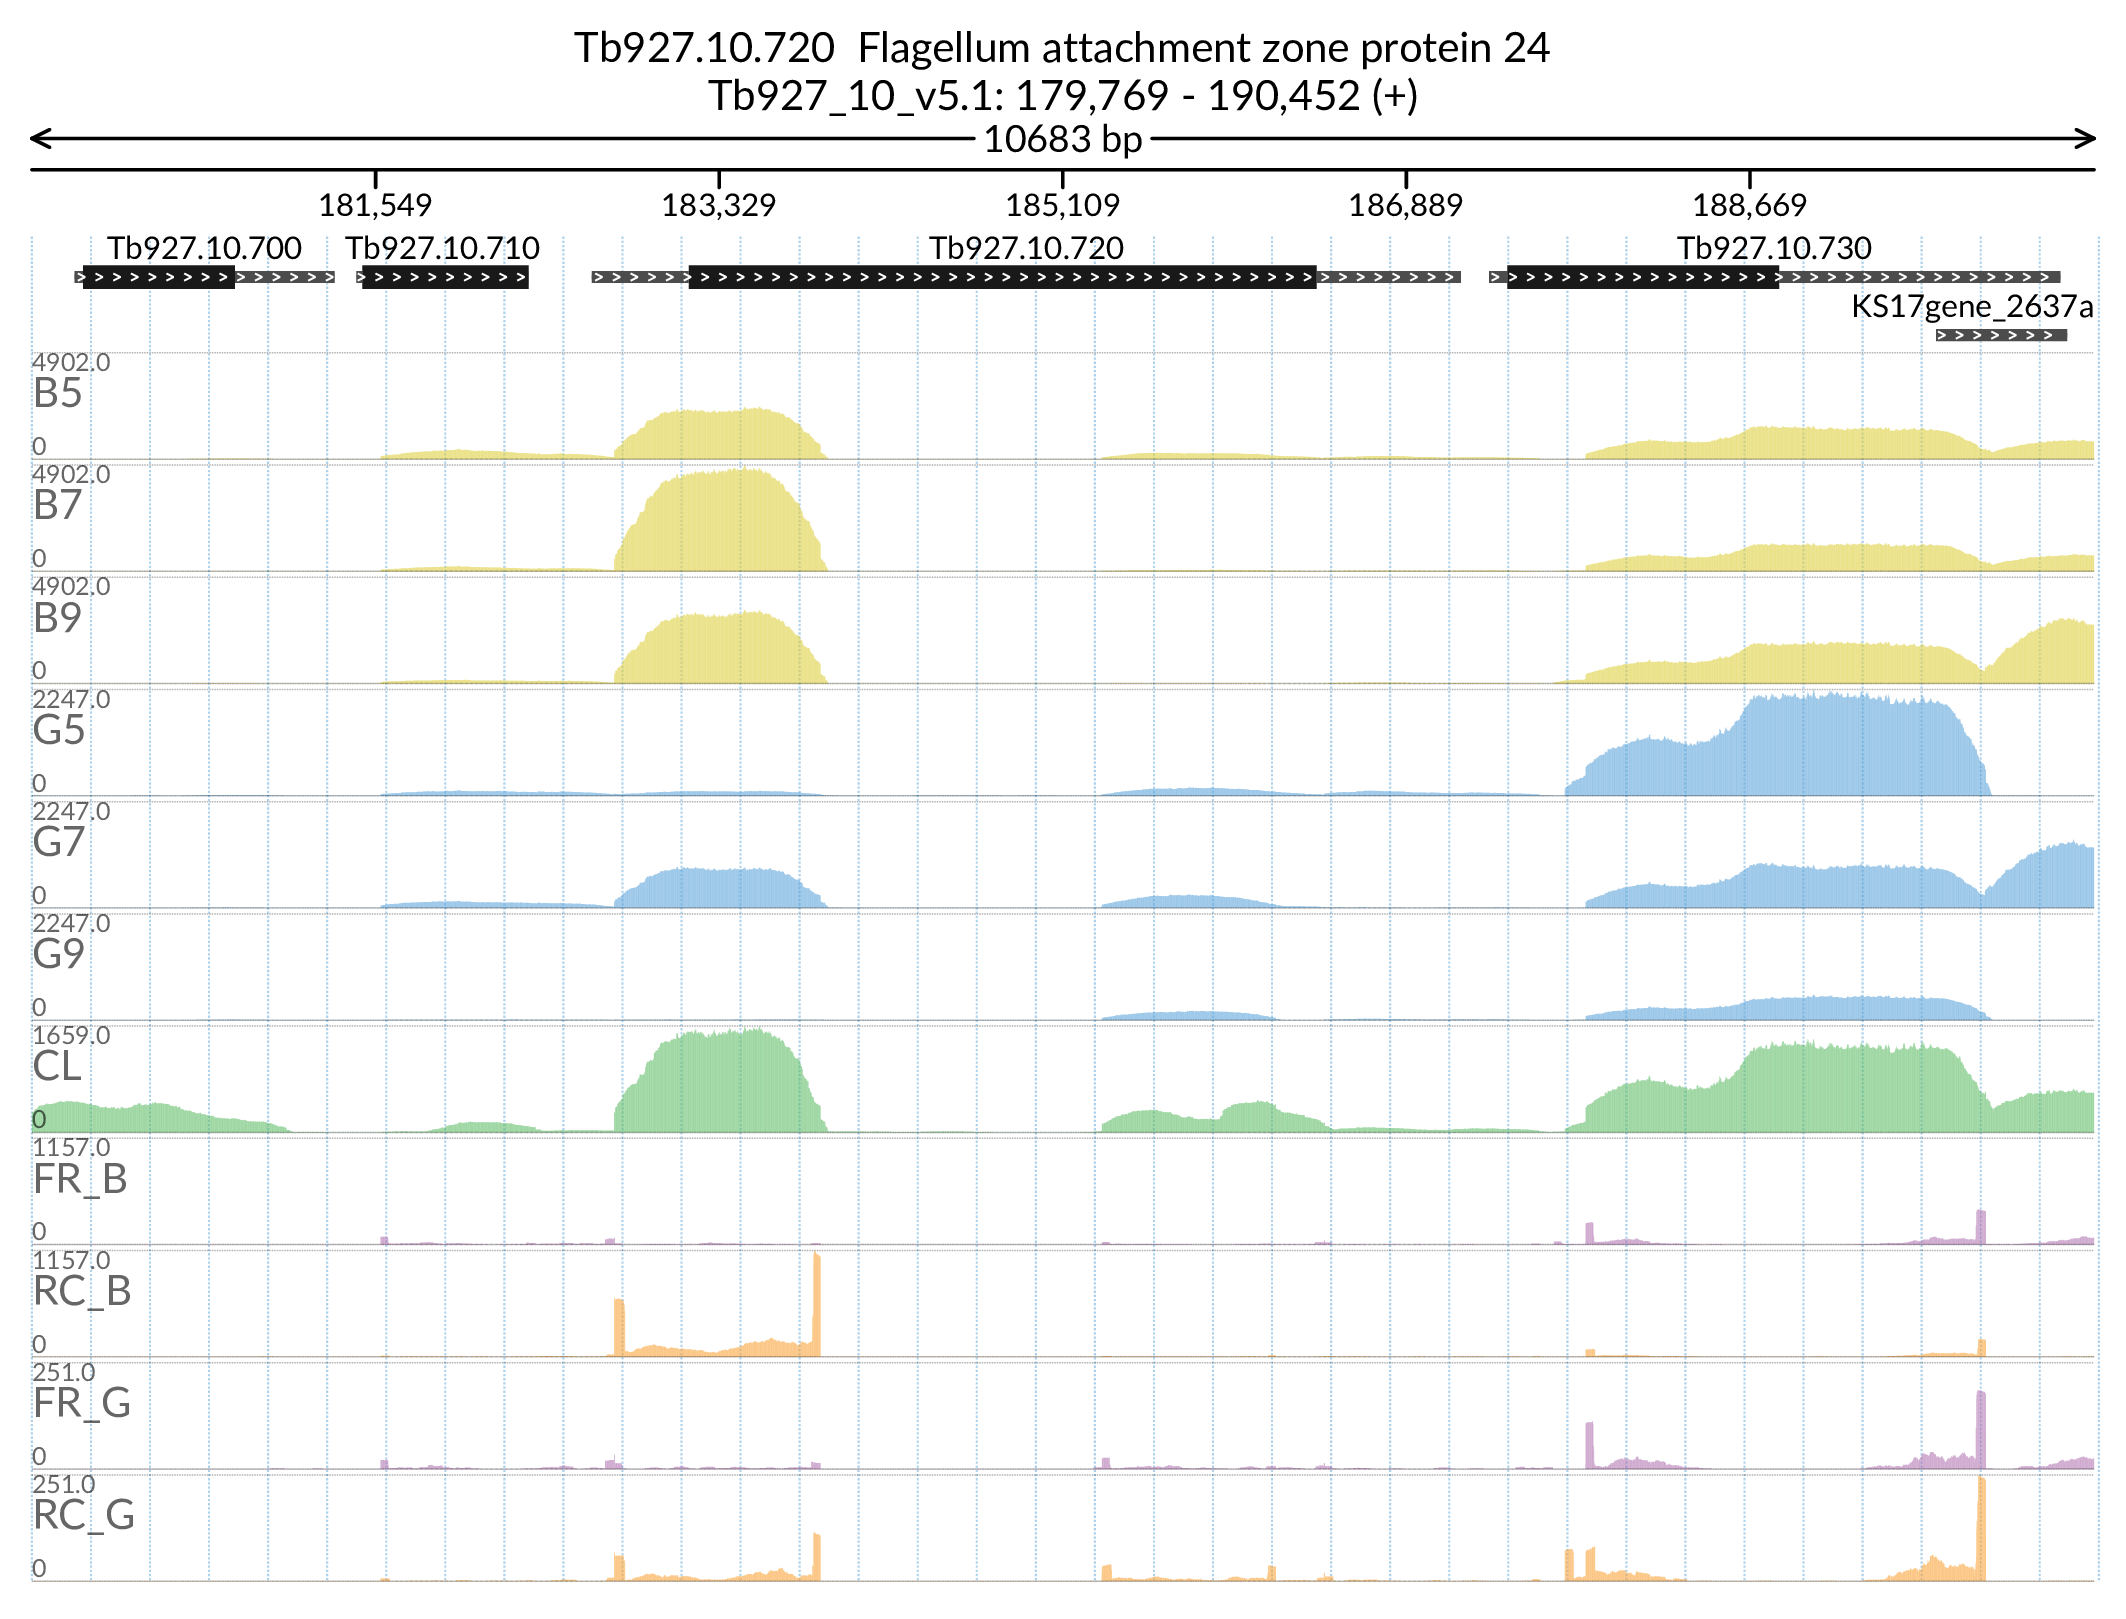 Tb927.10.720 Flagellum attachment zone protein 24
Tb927_10_v5.1: 179,769 - 190,452 (+)
10683 bp
181,549 183,329 185,109 186,889 188,669
Tb927.10.700 Tb927.10.710 Tb927.10.720 Tb927.10.730
KS17gene_2637a
4902.0
B5
0
4902.0
B7
0
4902.0
B9
0
2247.0
G5
0
2247.0
G7
0
2247.0
G9
0
1659.0
CL
0
1157.0
FR_B
0
1157.0
RC_B
0
251.0
FR_G
0
251.0
RC_G
0